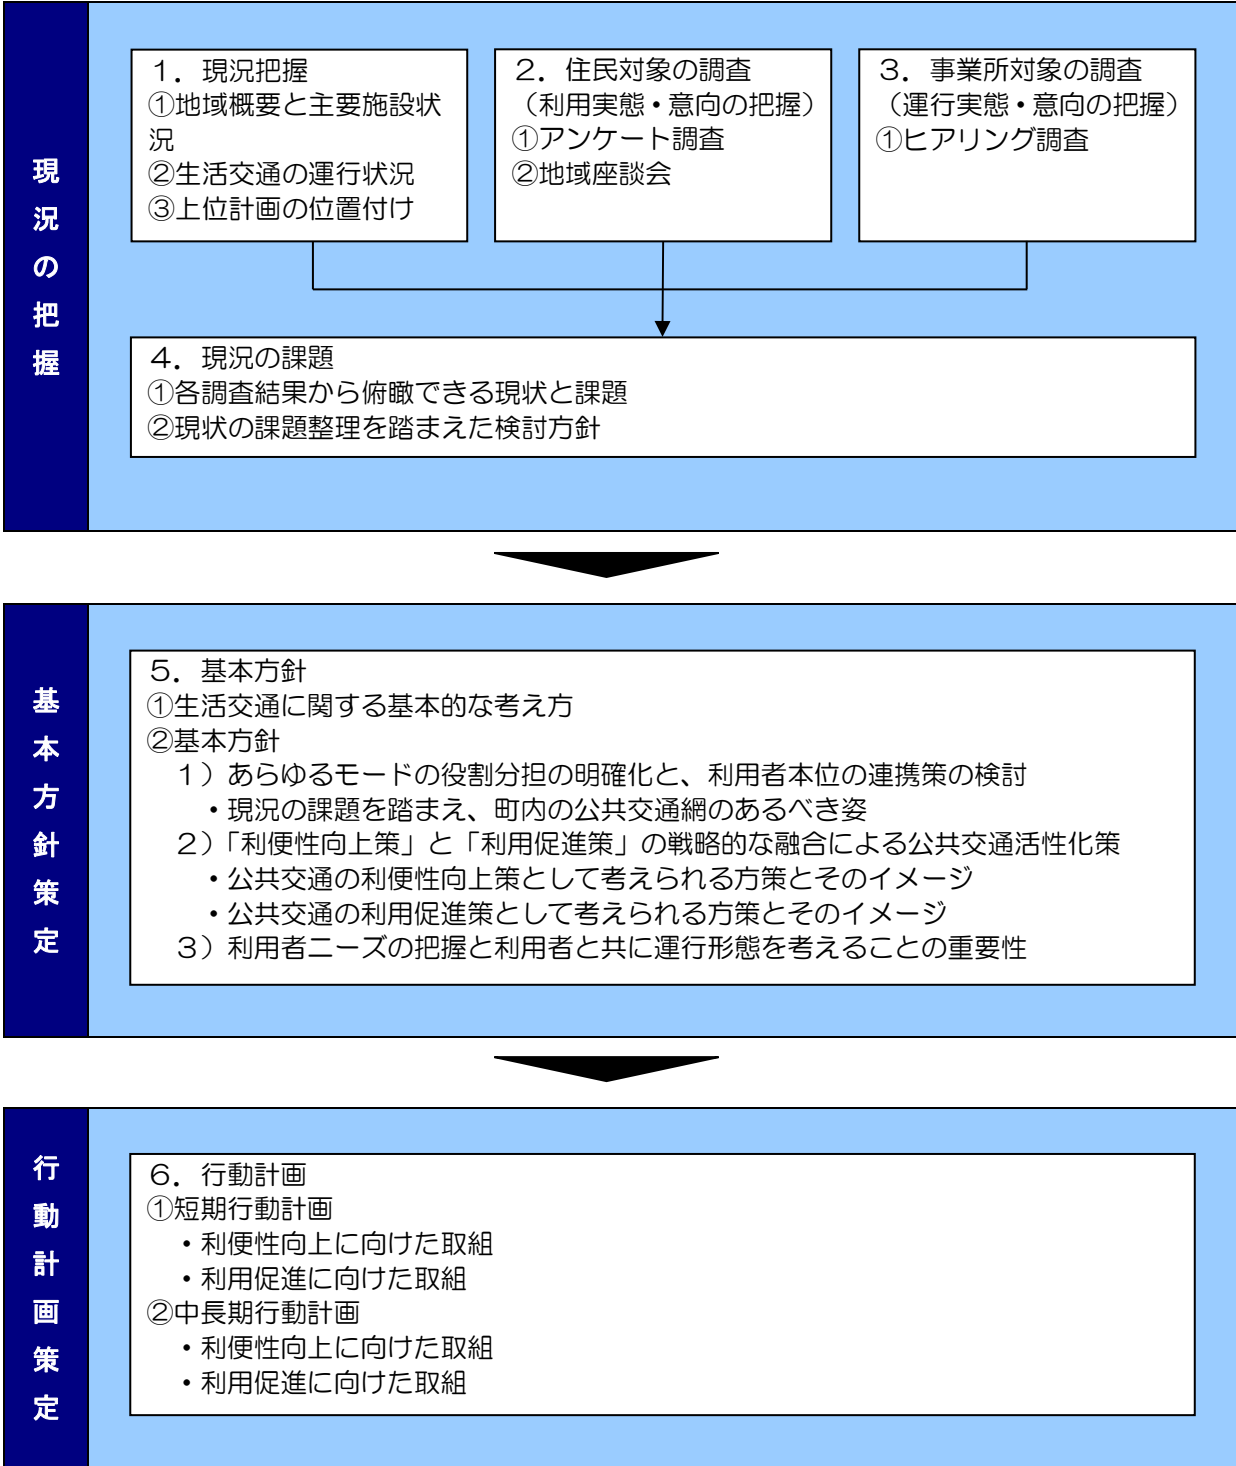 現況の把握
１．現況把握
①地域概要と主要施設状
況
②生活交通の運行状況
③上位計画の位置付け
２．住民対象の調査
（利用実態・意向の把握）
①アンケート調査
②地域座談会
３．事業所対象の調査
（運行実態・意向の把握）
①ヒアリング調査
４．現況の課題
①各調査結果から俯瞰できる現状と課題
②現状の課題整理を踏まえた検討方針
基本方針策定
５．基本方針
①生活交通に関する基本的な考え方
②基本方針
１）あらゆるモードの役割分担の明確化と、利用者本位の連携策の検討
・現況の課題を踏まえ、町内の公共交通網のあるべき姿
２）「利便性向上策」と「利用促進策」の戦略的な融合による公共交通活性化策
・公共交通の利便性向上策として考えられる方策とそのイメージ
・公共交通の利用促進策として考えられる方策とそのイメージ
３）利用者ニーズの把握と利用者と共に運行形態を考えることの重要性
行動計画策定
６．行動計画
①短期行動計画
・利便性向上に向けた取組
・利用促進に向けた取組
②中長期行動計画
・利便性向上に向けた取組
・利用促進に向けた取組